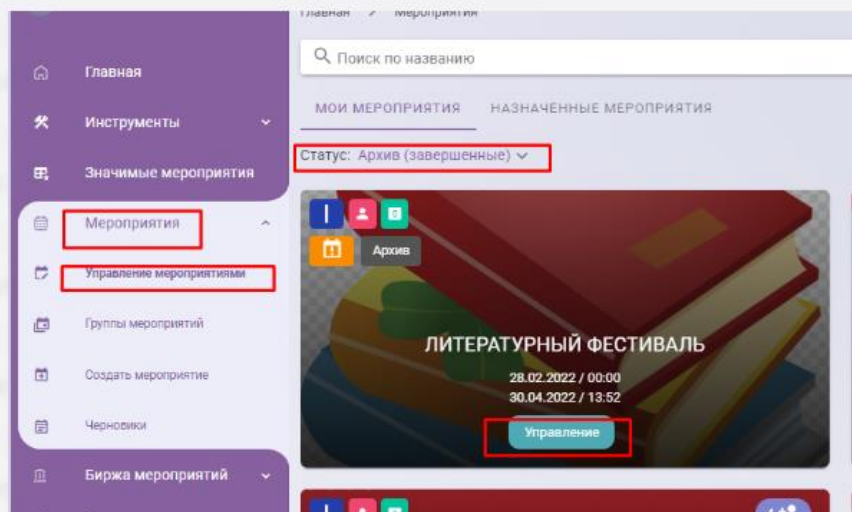 Главная > Мероприятия
Поиск по названию
Главная
Инструменты
Значимые мероприятия
Мероприятия
Управление мероприятиями
Группы мероприятий
Создать мероприятие
Черновики
Биржа мероприятий
МОИ МЕРОПРИЯТИЯ НАЗНАЧЕННЫЕ МЕРОПРИЯТИЯ
Статус: Архив (завершенные)
Архив
ЛИТЕРАТУРНЫЙ ФЕСТИВАЛЬ
28.02.2022 / 00:00
30.04.2022 / 13:52
Управление